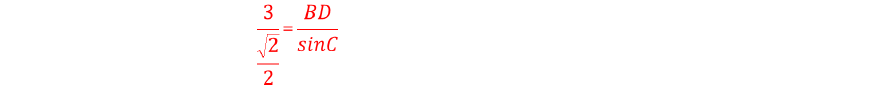 3/(√2/2) = BD/sinC